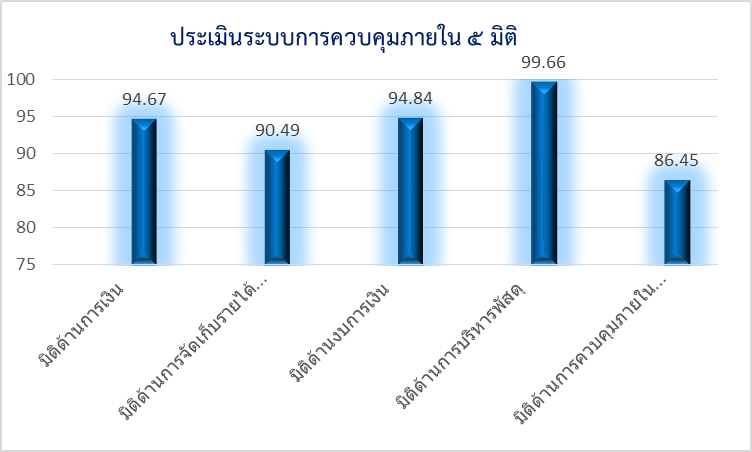 ประเมินระบบการควบคุมภายใน ๕ มิติ
100
95
90
85
80
75
94.67
90.49
94.84
99.66
86.45
มิติด้านการเงิน
มิติด้านการจัดเก็บรายได้...
มิติด้านงบการเงิน
มิติด้านการบริหารพัสดุ
มิติด้านการควบคุมภายใน...